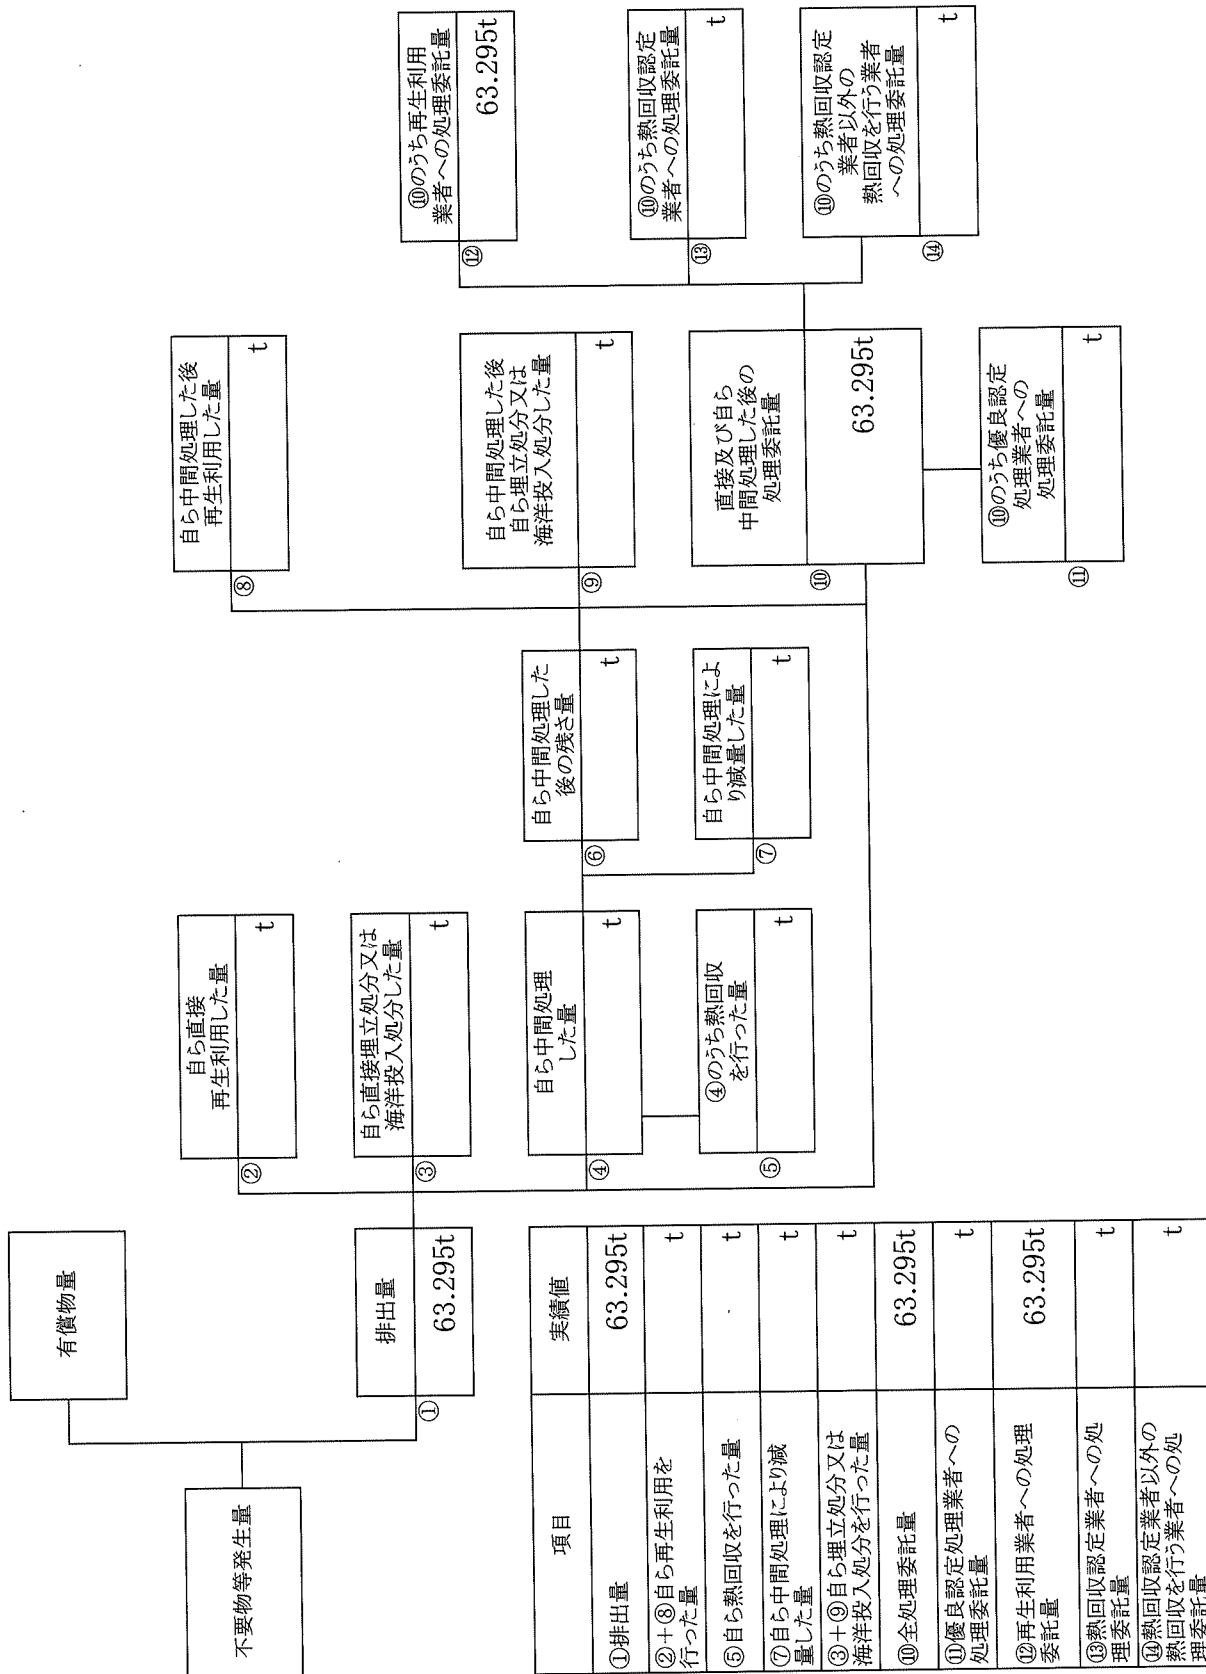 不要物等発生量
有償物量
排出量
①
63.295t
自ら直接
再生利用した量
②
t
自ら直接埋立処分又は
海洋投入処分した量
③
t
自ら中間処理
した量
④
t
④のうち熱回収
を行った量
⑤
t
自ら中間処理した
後の残さ量
⑥
t
自ら中間処理によ
り減量した量
⑦
t
自ら中間処理した後
再生利用した量
⑧
t
自ら中間処理した後
自ら埋立処分又は
海洋投入処分した量
⑨
t
直接及び自ら
中間処理した後の
処理委託量
⑩
63.295t
⑩のうち優良認定
処理業者への
処理委託量
⑪
t
⑩のうち再生利用
業者への処理委託量
⑫
63.295t
⑩のうち熱回収認定
業者への処理委託量
⑬
t
⑩のうち熱回収認定
業者以外の
熱回収を行う業者
への処理委託量
⑭
t
項目 実績値
①排出量 63.295t
②+⑧自ら再生利用を
行った量 t
⑤自ら熱回収を行った量 t
⑦自ら中間処理により減
量した量 t
③+⑨自ら埋立処分又は
海洋投入処分を行った量 t
⑩全処理委託量 63.295t
⑪優良認定処理業者への
処理委託量 t
⑫再生利用業者への処理
委託量 63.295t
⑬熱回収認定業者への処
理委託量 t
⑭熱回収認定業者以外の
熱回収を行う業者への処
理委託量 t